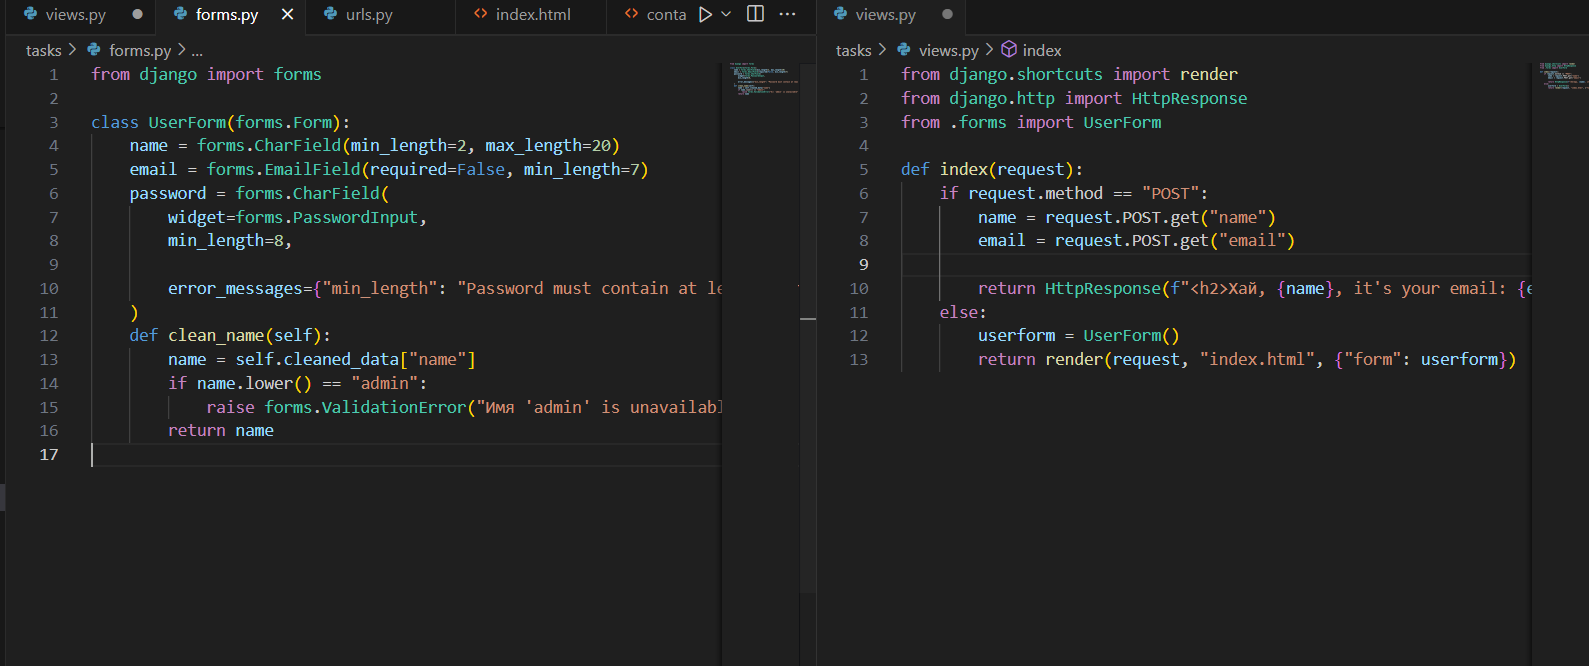 views.py
forms.py
urls.py
index.html
conta
tasks > forms.py > ...
1 from django import forms
2
3 class UserForm(forms.Form):
4 name = forms.CharField(min_length=2, max_length=20)
5 email = forms.EmailField(required=False, min_length=7)
6 password = forms.CharField(
7 widget=forms.PasswordInput,
8 min_length=8,
9
10 error_messages={"min_length": "Password must contain at le
11 )
12 def clean_name(self):
13 name = self.cleaned_data["name"]
14 if name.lower() == "admin":
15 raise forms.ValidationError("Имя 'admin' is unavailabl
16 return name
17
views.py
tasks > views.py > index
1 from django.shortcuts import render
2 from django.http import HttpResponse
3 from .forms import UserForm
4
5 def index(request):
6 if request.method == "POST":
7 name = request.POST.get("name")
8 email = request.POST.get("email")
9
10 return HttpResponse(f"<h2>Хай, {name}, it's your email: {e
11 else:
12 userform = UserForm()
13 return render(request, "index.html", {"form": userform})